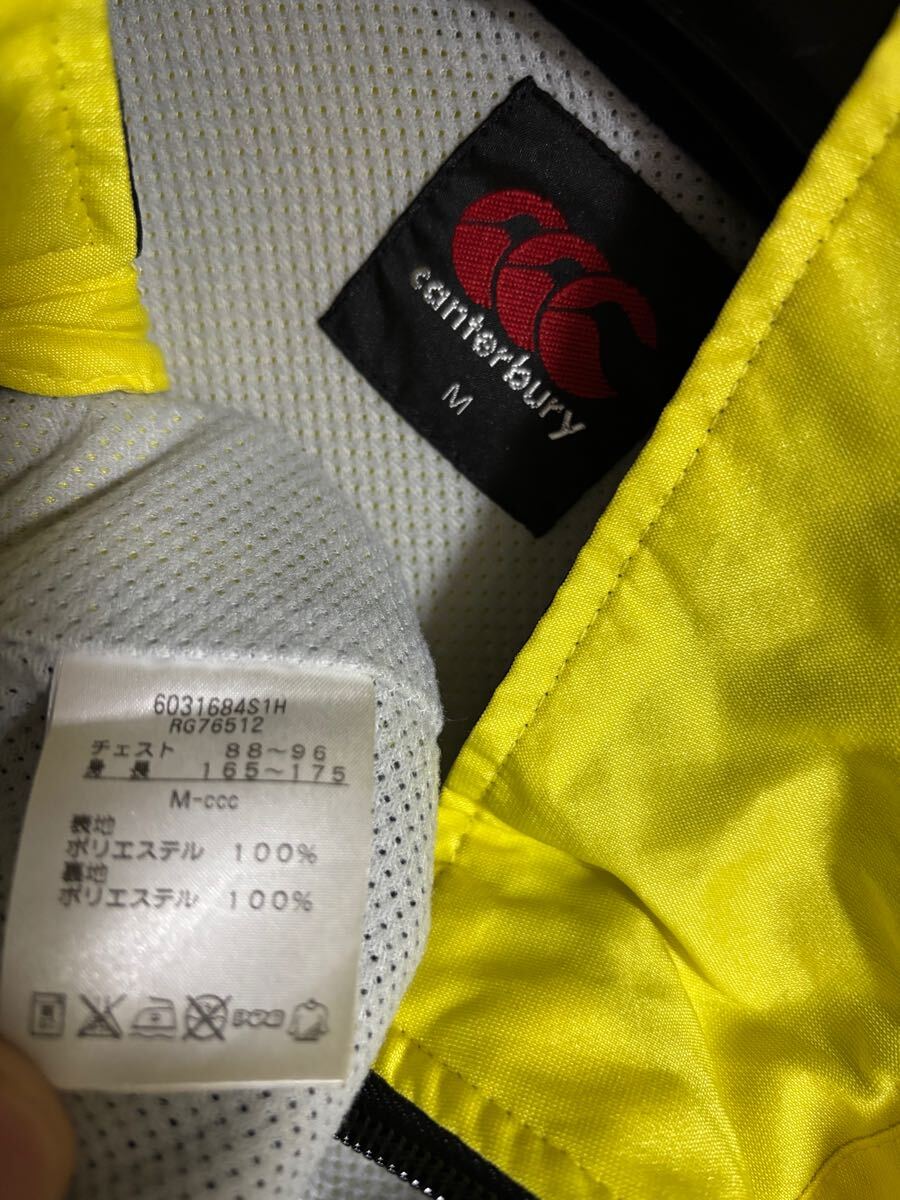 canterbury
M
6031684S1H
RG76512
チェスト 88～96
身長 165～175
M-ccc
表地
ポリエステル 100%
裏地
ポリエステル 100%